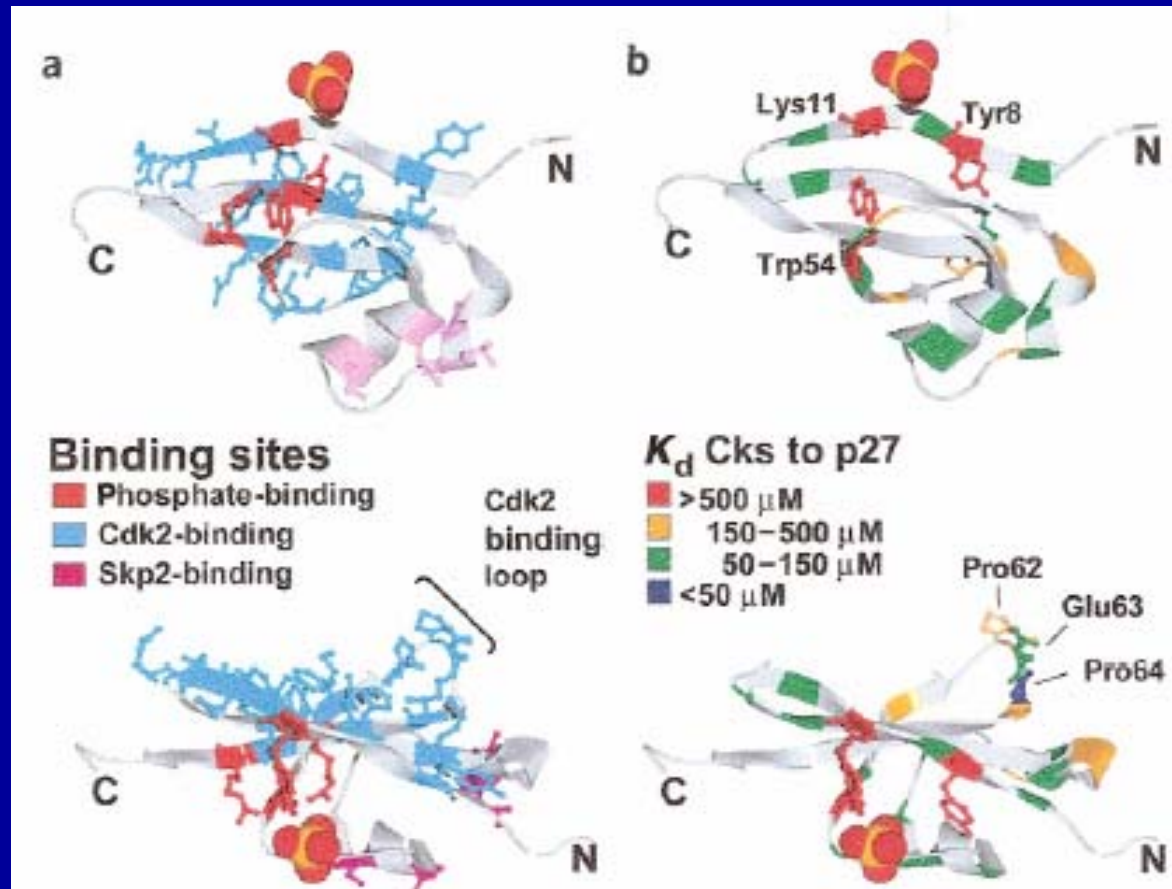 a
N
C
Binding sites
Phosphate-binding
Cdk2-binding
Skp2-binding
Cdk2
binding
loop
C
N
b
Lys11
Tyr8
N
C
Trp54
Kd Cks to p27
>500 μM
150–500 μM
50–150 μM
<50 μM
Pro62
Glu63
Pro64
C
N